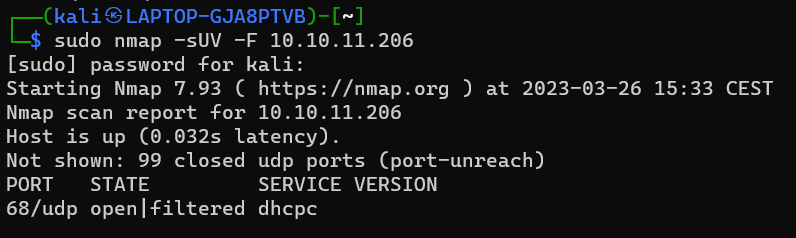 ┌──(kali㉿LAPTOP-GJA8PTVB)-[~]
└─$ sudo nmap -sUV -F 10.10.11.206
[sudo] password for kali:
Starting Nmap 7.93 ( https://nmap.org ) at 2023-03-26 15:33 CEST
Nmap scan report for 10.10.11.206
Host is up (0.032s latency).
Not shown: 99 closed udp ports (port-unreach)
PORT   STATE         SERVICE VERSION
68/udp open|filtered dhcpc